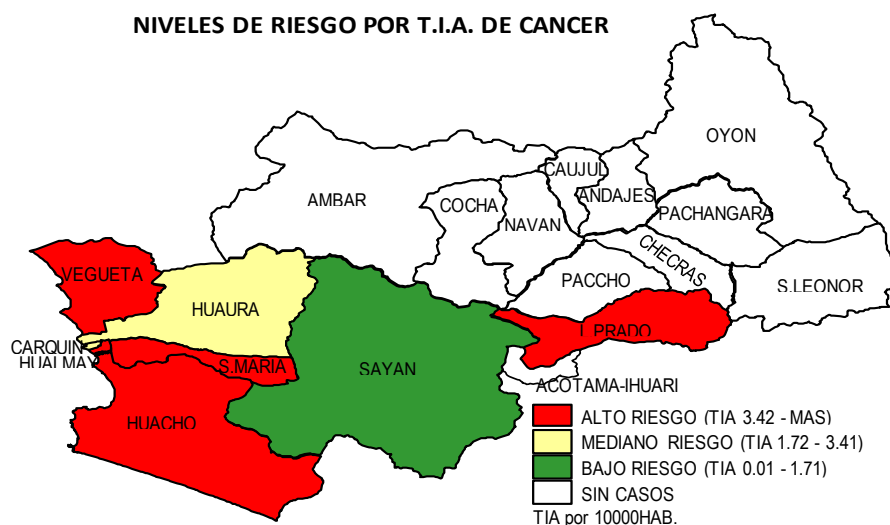 NIVELES DE RIESGO POR T.I.A. DE CANCER
OYON
CAUJUL
AMBAR
COCHA
ANDAJES
NAVAN
PACHANGARA
CHECRAS
VEGUETA
PACCHO
S.LEONOR
HUAURA
L.PRADO
CARQUIN
HUALMAY
S.MARIA
SAYAN
ACOTAMA-IHUARI
HUACHO
ALTO RIESGO (TIA 3.42 - MAS)
MEDIANO RIESGO (TIA 1.72 - 3.41)
BAJO RIESGO (TIA 0.01 - 1.71)
SIN CASOS
TIA por 10000HAB.